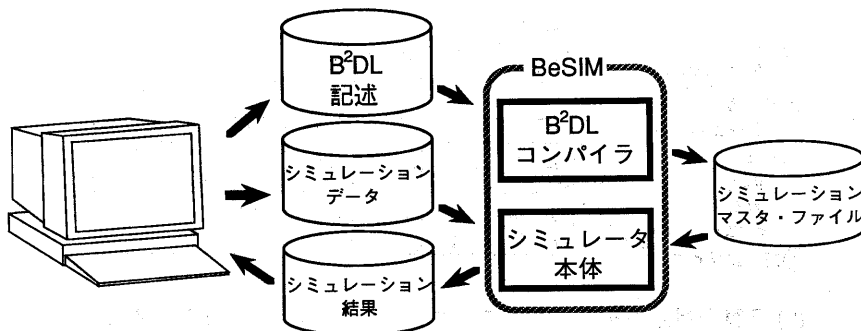 B²DL
記述
シミュレーション
データ
シミュレーション
結果
BeSIM
B²DL
コンパイラ
シミュレータ
本体
シミュレーション
マスタ・ファイル